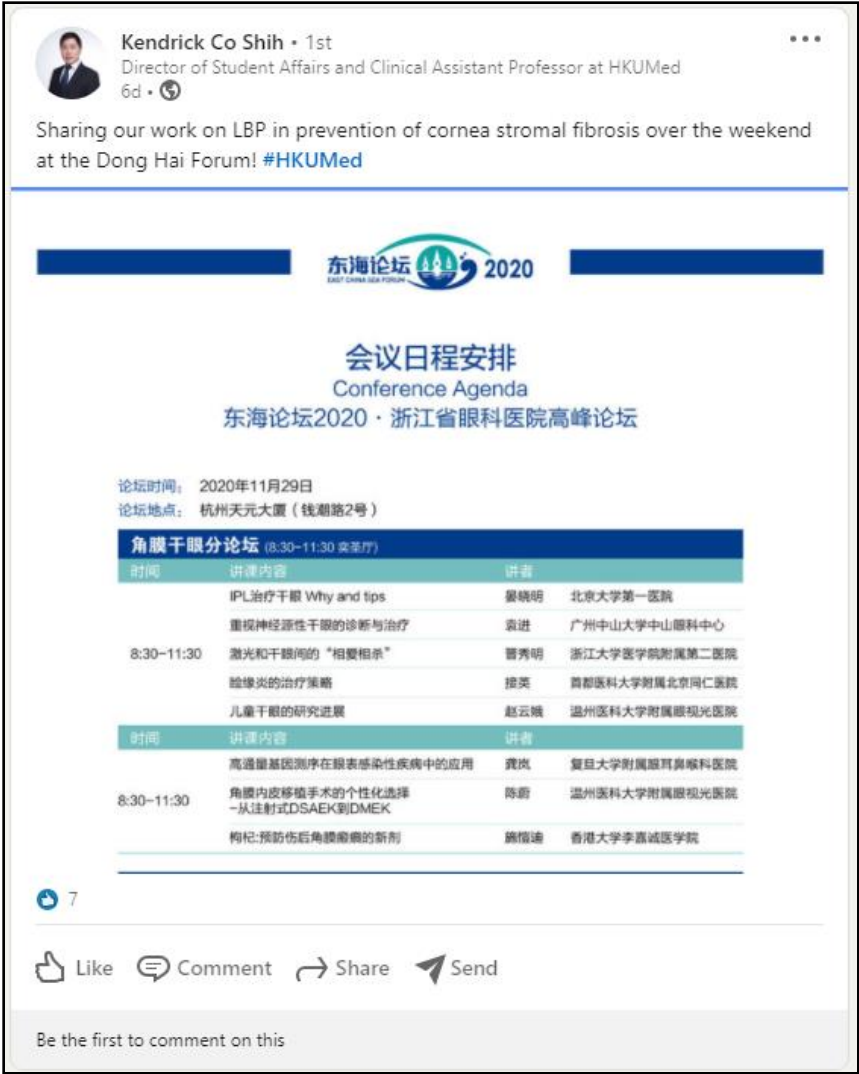 Kendrick Co Shih • 1st
Director of Student Affairs and Clinical Assistant Professor at HKUMed
6d •
Sharing our work on LBP in prevention of cornea stromal fibrosis over the weekend
at the Dong Hai Forum! #HKUMed
东海论坛 2020
EAST CHINA SEA FORUM
会议日程安排
Conference Agenda
东海论坛2020 · 浙江省眼科医院高峰论坛
论坛时间: 2020年11月29日
论坛地点: 杭州天元大厦(钱潮路2号)
角膜干眼分论坛 (8:30-11:30 奕圣厅)
时间 讲课内容 讲者
IPL治疗干眼 Why and tips 晏晓明 北京大学第一医院
重视神经源性干眼的诊断与治疗 袁进 广州中山大学中山眼科中心
8:30-11:30 激光和干眼间的“相爱相杀” 晋秀明 浙江大学医学院附属第二医院
睑缘炎的治疗策略 接英 首都医科大学附属北京同仁医院
儿童干眼的研究进展 赵云娥 温州医科大学附属眼视光医院
时间 讲课内容 讲者
高通量基因测序在眼表感染性疾病中的应用 龚岚 复旦大学附属眼耳鼻喉科医院
8:30-11:30 角膜内皮移植手术的个性化选择 陈蔚 温州医科大学附属眼视光医院
-从注射式DSAEK到DMEK
枸杞:预防伤后角膜瘢痕的新剂 施恺迪 香港大学李嘉诚医学院
7
Like Comment Share Send
Be the first to comment on this